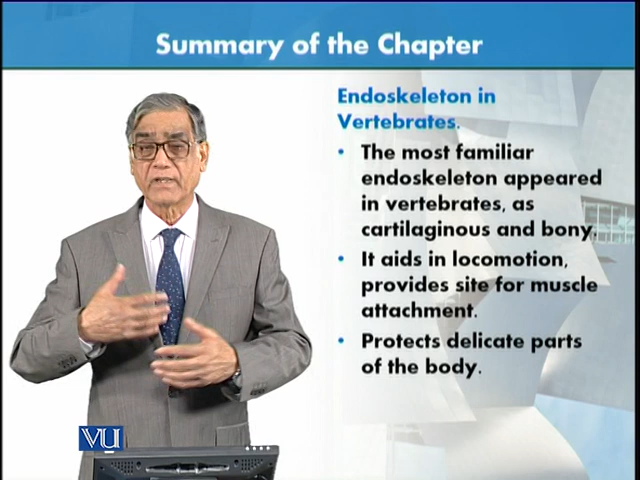 Summary of the Chapter
Endoskeleton in
Vertebrates.
• The most familiar
endoskeleton appeared
in vertebrates, as
cartilaginous and bony.
• It aids in locomotion,
provides site for muscle
attachment.
• Protects delicate parts
of the body.
VU